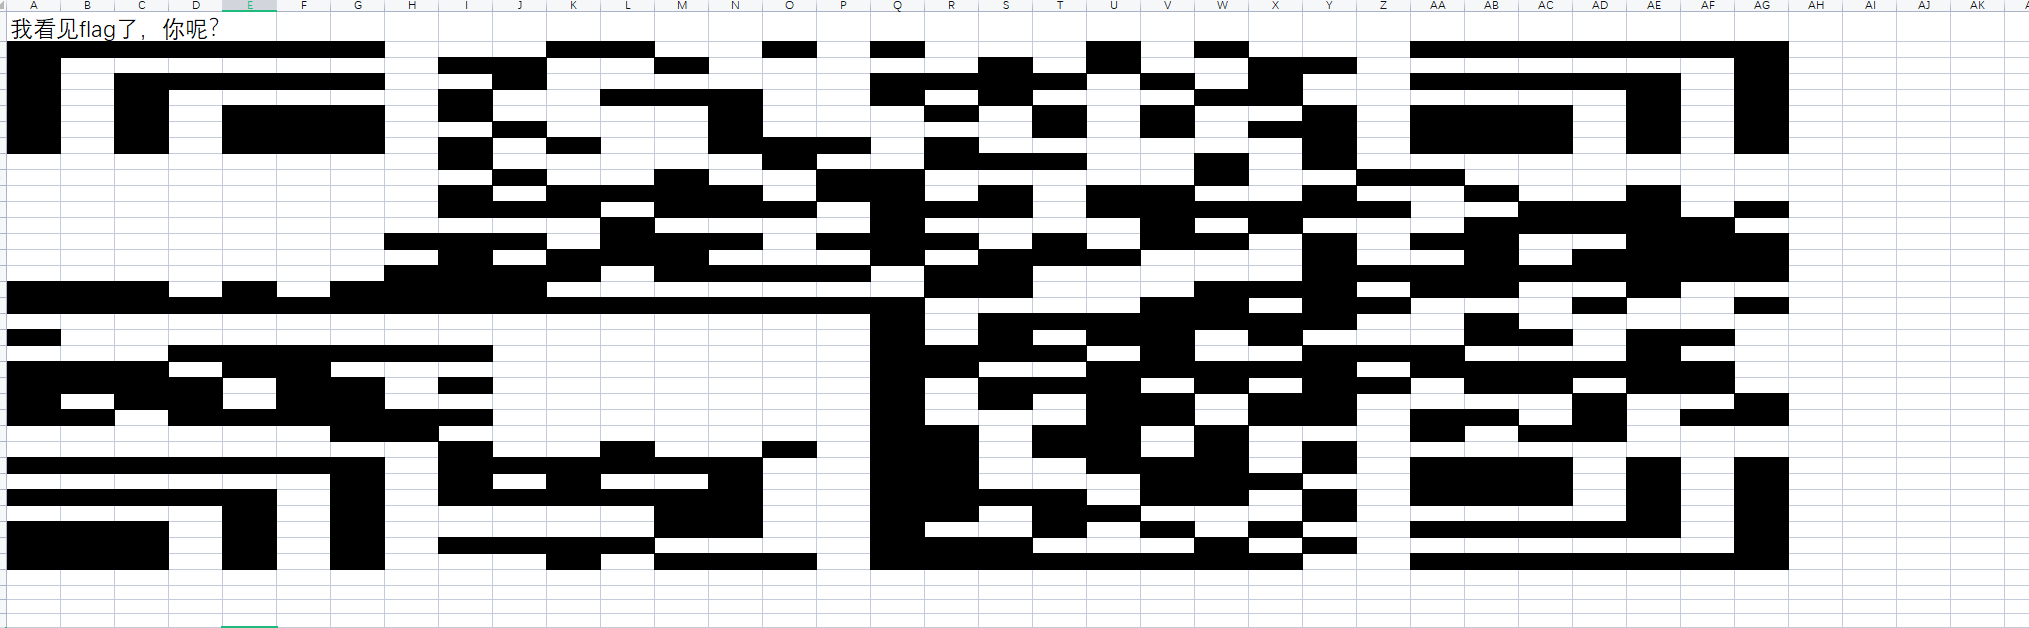 A B C D E F G H I J K L M N O P Q R S T U V W X Y Z AA AB AC AD AE AF AG AH AI AJ AK
我看见flag了，你呢？